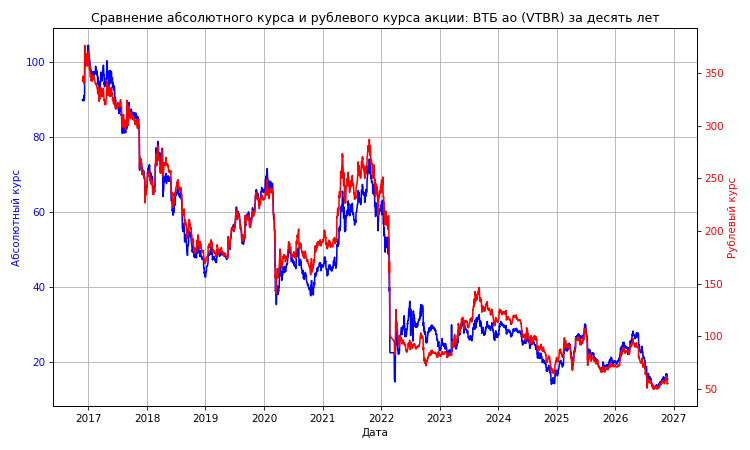 Сравнение абсолютного курса и рублевого курса акции: ВТБ ао (VTBR) за десять лет
100
80
60
40
20
Абсолютный курс
350
300
250
200
150
100
50
Рублевый курс
2017 2018 2019 2020 2021 2022 2023 2024 2025 2026 2027
Дата